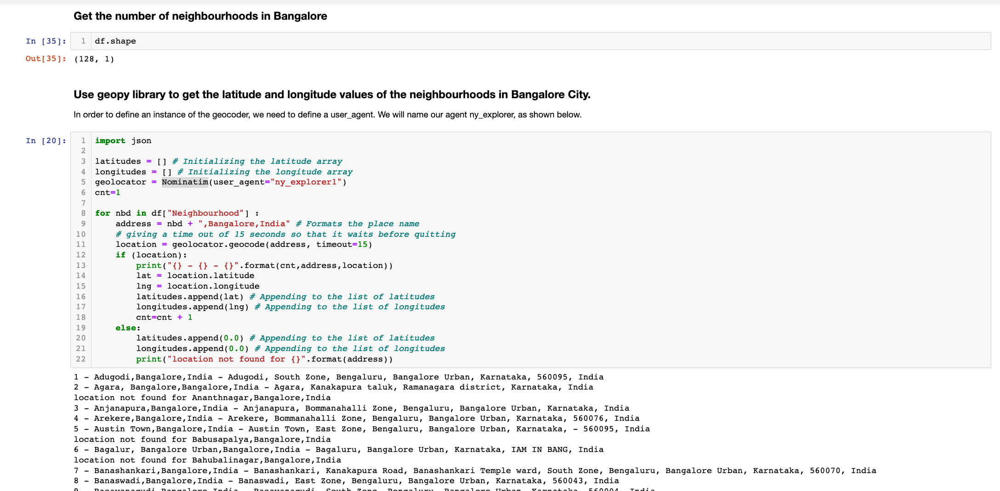 Get the number of neighbourhoods in Bangalore
In [35]: 1 df.shape
Out[35]: (128, 1)
Use geopy library to get the latitude and longitude values of the neighbourhoods in Bangalore City.
In order to define an instance of the geocoder, we need to define a user_agent. We will name our agent ny_explorer, as shown below.
In [20]: 1 import json
2
3 latitudes = [] # Initializing the latitude array
4 longitudes = [] # Initializing the longitude array
5 geolocator = Nominatim(user_agent="ny_explorer1")
6 cnt=1
7
8 for nbd in df["Neighbourhood"] :
9     address = nbd + ",Bangalore,India" # Formats the place name
10     # giving a time out of 15 seconds so that it waits before quitting
11     location = geolocator.geocode(address, timeout=15)
12     if (location):
13         print("{} - {} - {}".format(cnt,address,location))
14         lat = location.latitude
15         lng = location.longitude
16         latitudes.append(lat) # Appending to the list of latitudes
17         longitudes.append(lng) # Appending to the list of longitudes
18         cnt=cnt + 1
19     else:
20         latitudes.append(0.0) # Appending to the list of latitudes
21         longitudes.append(0.0) # Appending to the list of longitudes
22         print("location not found for {}".format(address))
1 - Adugodi,Bangalore,India - Adugodi, South Zone, Bengaluru, Bangalore Urban, Karnataka, 560095, India
2 - Agara, Bangalore,Bangalore,India - Agara, Kanakapura taluk, Ramanagara district, Karnataka, India
location not found for Ananthnagar,Bangalore,India
3 - Anjanapura,Bangalore,India - Anjanapura, Bommanahalli Zone, Bengaluru, Bangalore Urban, Karnataka, India
4 - Arekere,Bangalore,India - Arekere, Bommanahalli Zone, Bengaluru, Bangalore Urban, Karnataka, 560076, India
5 - Austin Town,Bangalore,India - Austin Town, East Zone, Bengaluru, Bangalore Urban, Karnataka, - 560095, India
location not found for Babusapalya,Bangalore,India
6 - Bagalur, Bangalore Urban,Bangalore,India - Bagaluru, Bangalore Urban, Karnataka, IAM IN BANG, India
location not found for Bahubalinagar,Bangalore,India
7 - Banashankari,Bangalore,India - Banashankari, Kanakapura Road, Banashankari Temple ward, South Zone, Bengaluru, Bangalore Urban, Karnataka, 560070, India
8 - Banaswadi,Bangalore,India - Banaswadi, East Zone, Bengaluru, Bangalore Urban, Karnataka, 560043, India
9 - Basavanagudi,Bangalore,India - Basavanagudi, South Zone, Bengaluru, Bangalore Urban, Karnataka, 560004, India